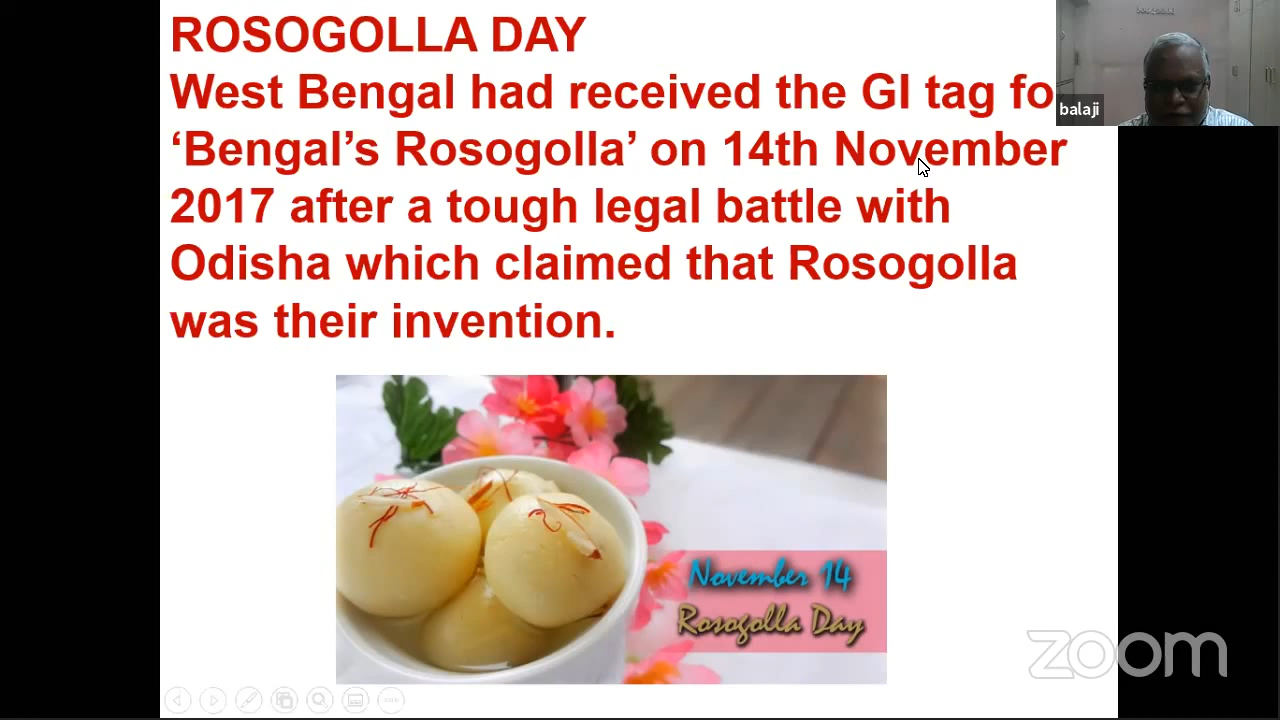 ROSOGOLLA DAY
West Bengal had received the GI tag fo
‘Bengal’s Rosogolla’ on 14th November
2017 after a tough legal battle with
Odisha which claimed that Rosogolla
was their invention.
balaji
November 14
Rosogolla Day
zoom